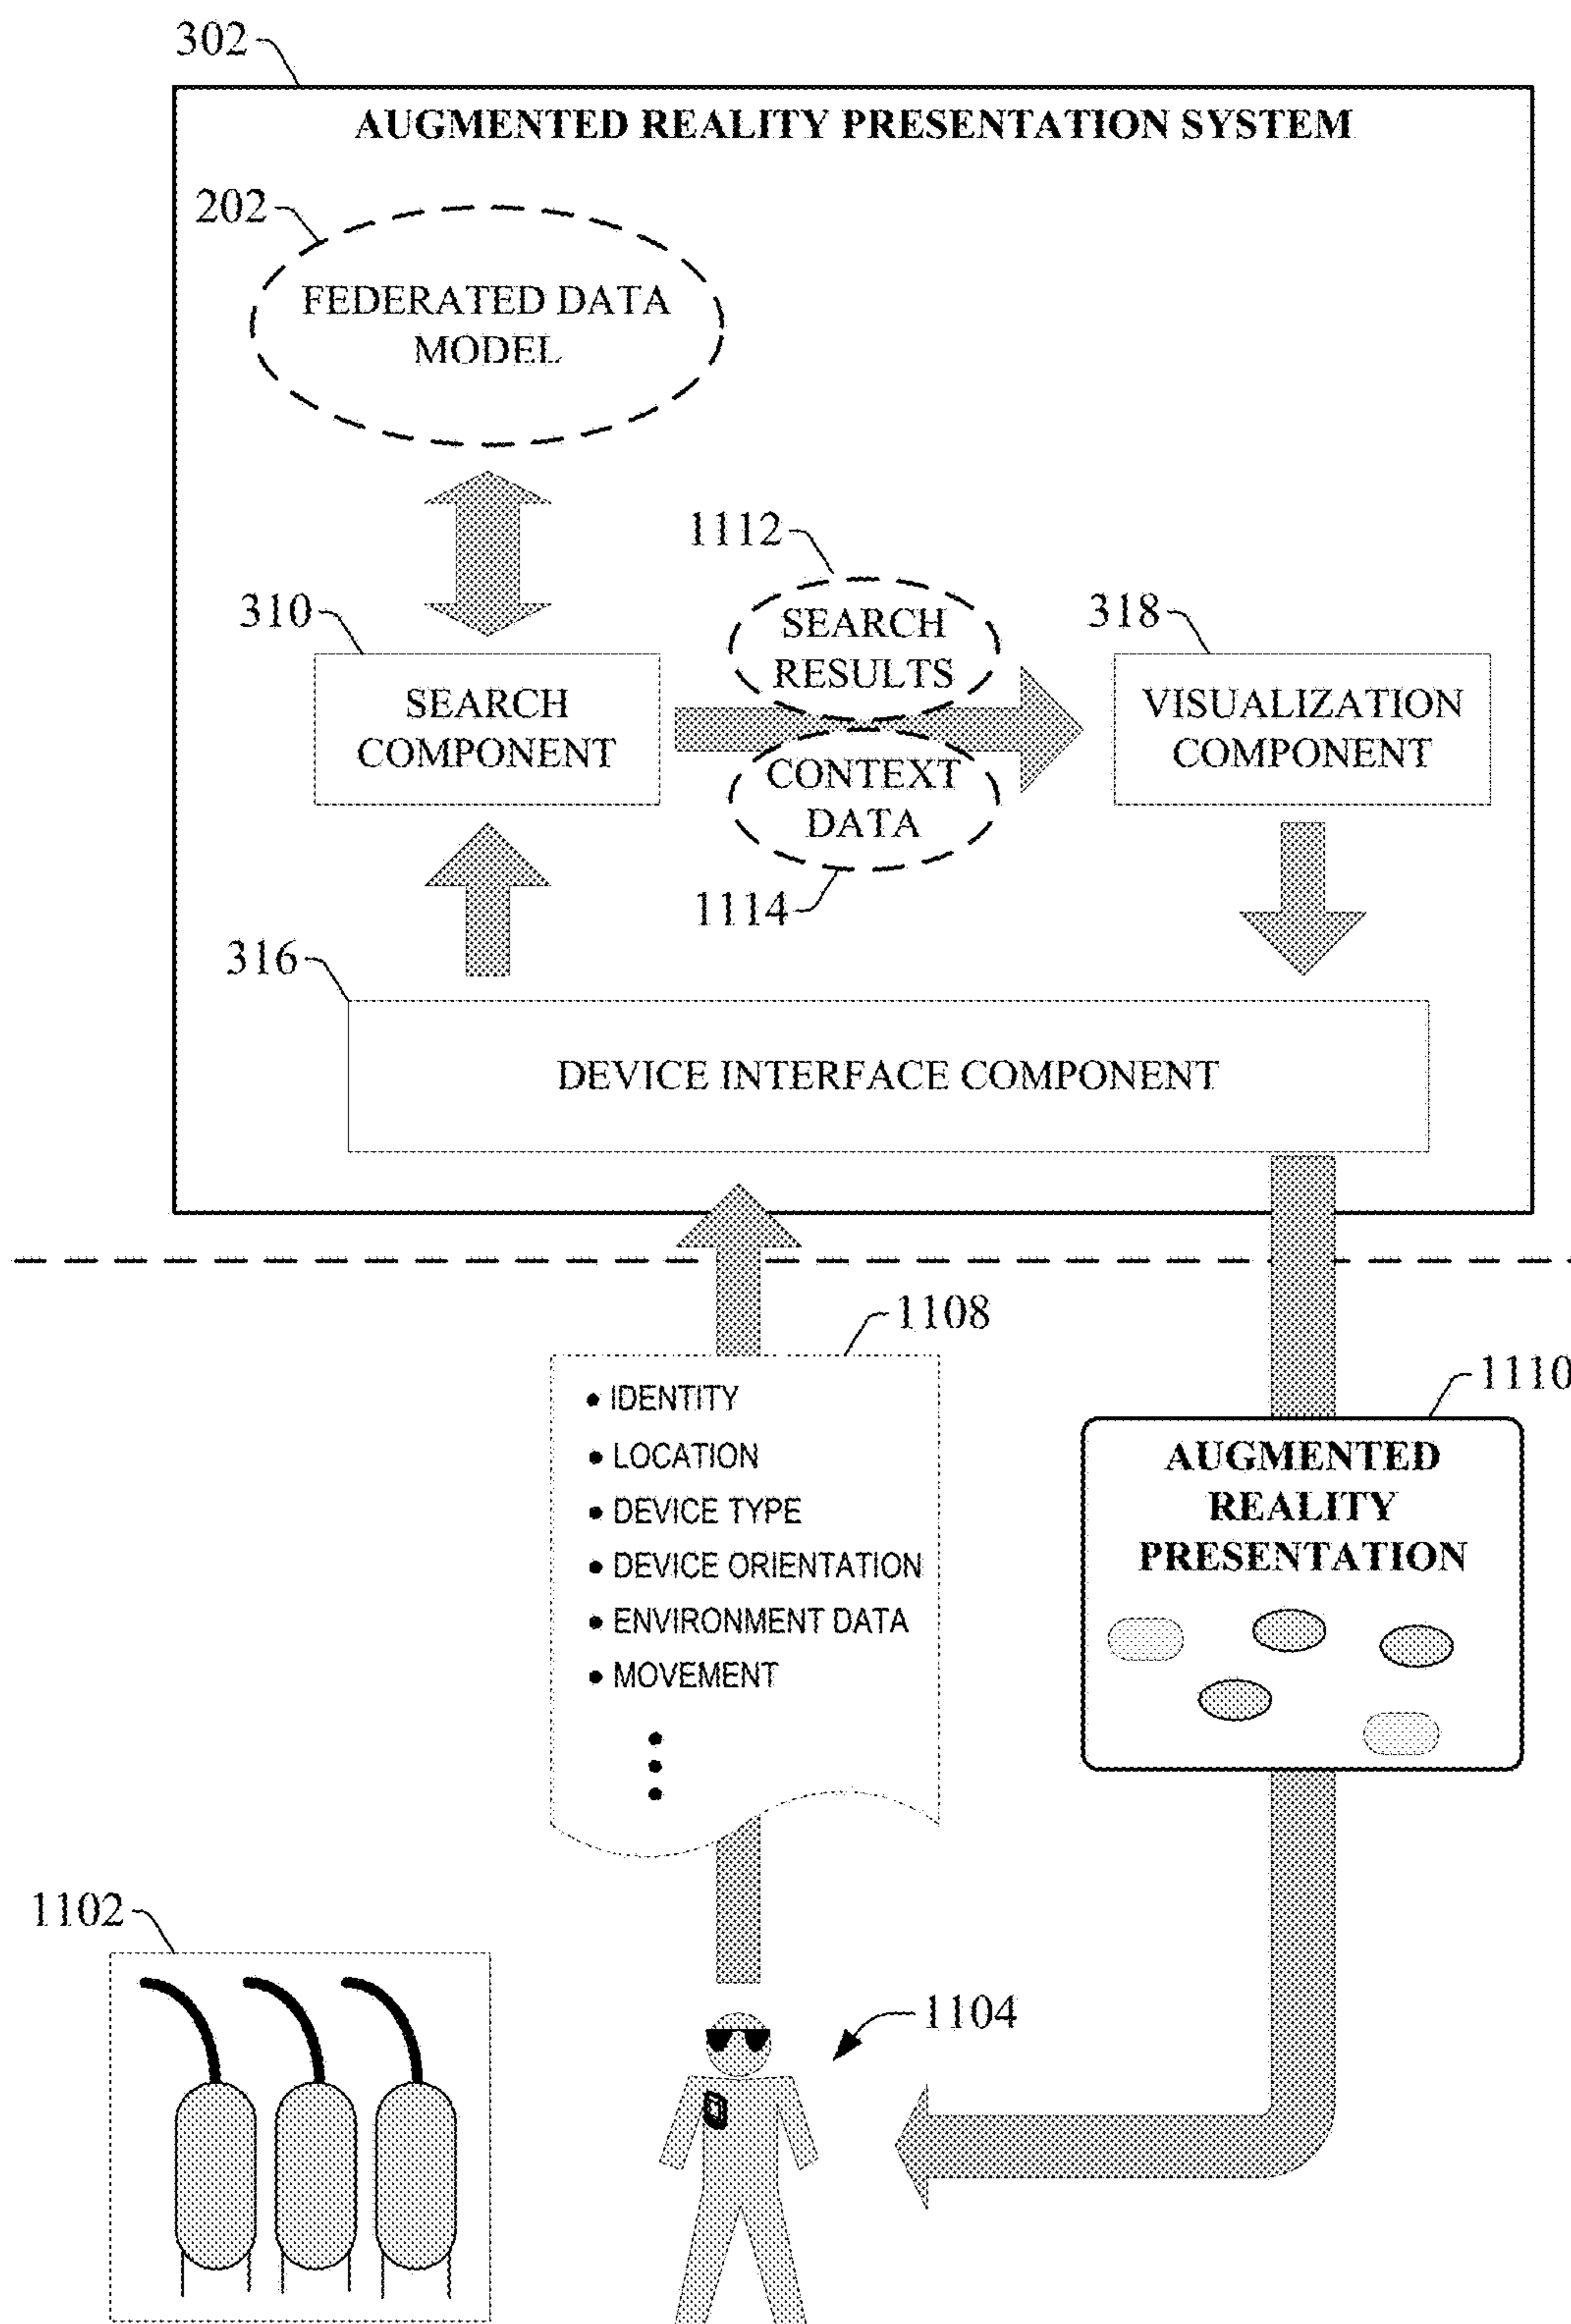 302
AUGMENTED REALITY PRESENTATION SYSTEM
202
FEDERATED DATA
MODEL
1112
310
SEARCH
RESULTS
318
SEARCH
COMPONENT
VISUALIZATION
COMPONENT
CONTEXT
DATA
1114
316
DEVICE INTERFACE COMPONENT
1108
• IDENTITY
• LOCATION
• DEVICE TYPE
• DEVICE ORIENTATION
• ENVIRONMENT DATA
• MOVEMENT
1110
AUGMENTED
REALITY
PRESENTATION
1102
1104